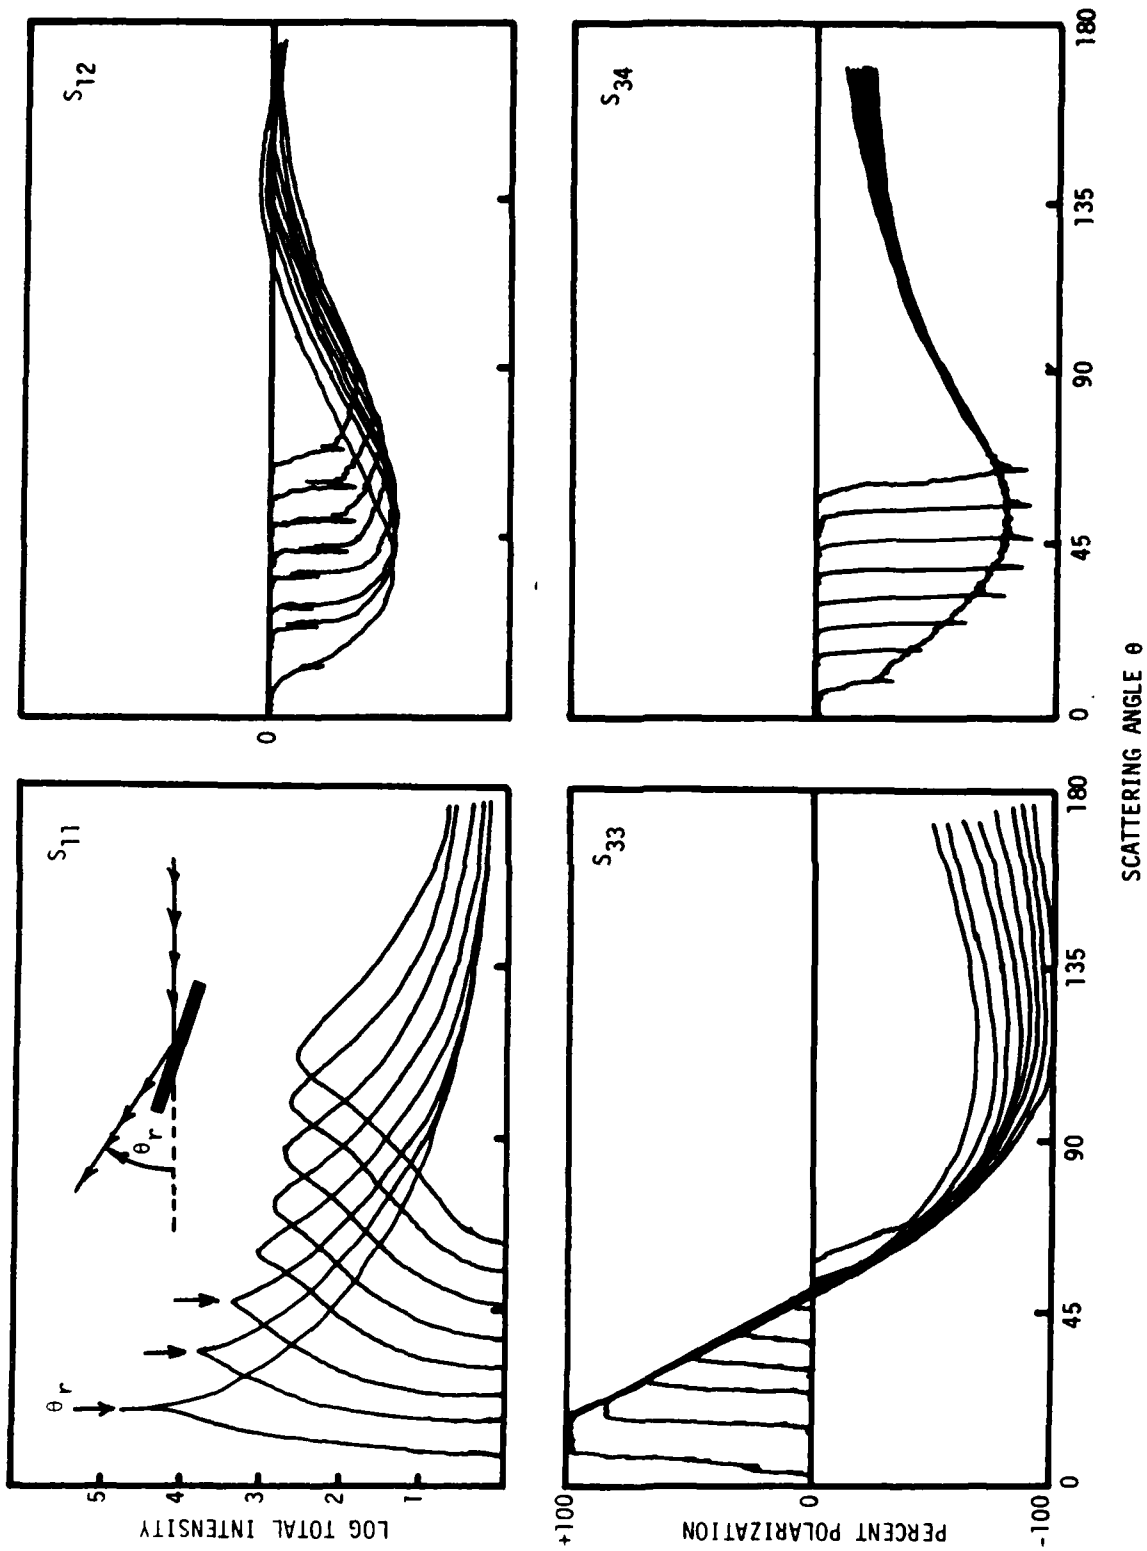 S11
S12
θr
θr
5
4
3
2
1
LOG TOTAL INTENSITY
0
S33
S34
+100
0
-100
PERCENT POLARIZATION
0
45
90
135
180
0
45
90
135
180
SCATTERING ANGLE θ